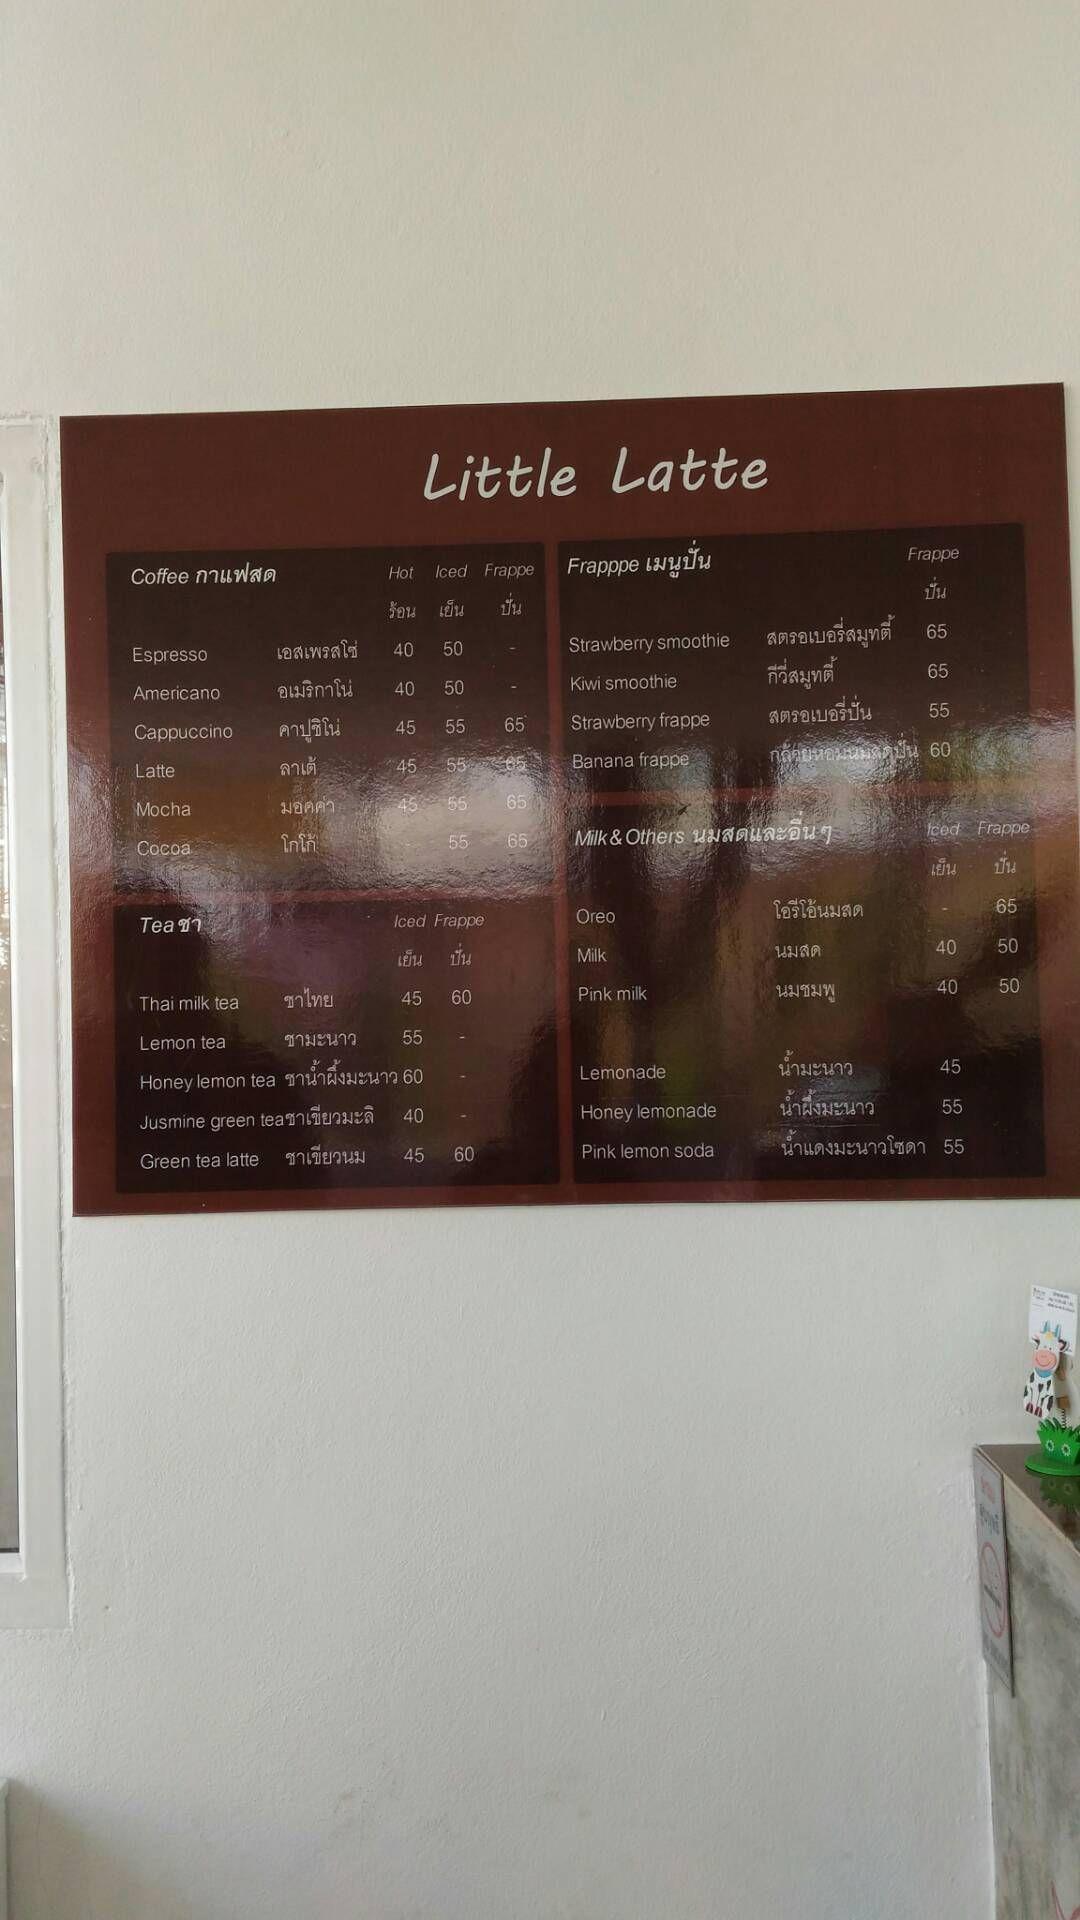 Little Latte
Coffee กาแฟสด Hot Iced Frappe
ร้อน เย็น ปั่น
Espresso เอสเพรสโซ่ 40 50 -
Americano อเมริกาโน่ 40 50 -
Cappuccino คาปูชิโน่ 45 55 65
Latte ลาเต้ 45 55 65
Mocha มอคค่า 45 55 65
Cocoa โกโก้ - 55 65
Tea ชา Iced Frappe
เย็น ปั่น
Thai milk tea ชาไทย 45 60
Lemon tea ชามะนาว 55 -
Honey lemon tea ชาน้ำผึ้งมะนาว 60 -
Jusmine green tea ชาเขียวมะลิ 40 -
Green tea latte ชาเขียวนม 45 60
Frapppe เมนูปั่น Frappe
ปั่น
Strawberry smoothie สตรอเบอรี่สมูทตี้ 65
Kiwi smoothie กีวี่สมูทตี้ 65
Strawberry frappe สตรอเบอรี่ปั่น 55
Banana frappe กล้วยหอมนมสดปั่น 60
Milk & Others นมสดและอื่นๆ Iced Frappe
เย็น ปั่น
Oreo โอรีโอ้นมสด - 65
Milk นมสด 40 50
Pink milk นมชมพู 40 50
Lemonade น้ำมะนาว 45
Honey lemonade น้ำผึ้งมะนาว 55
Pink lemon soda น้ำแดงมะนาวโซดา 55